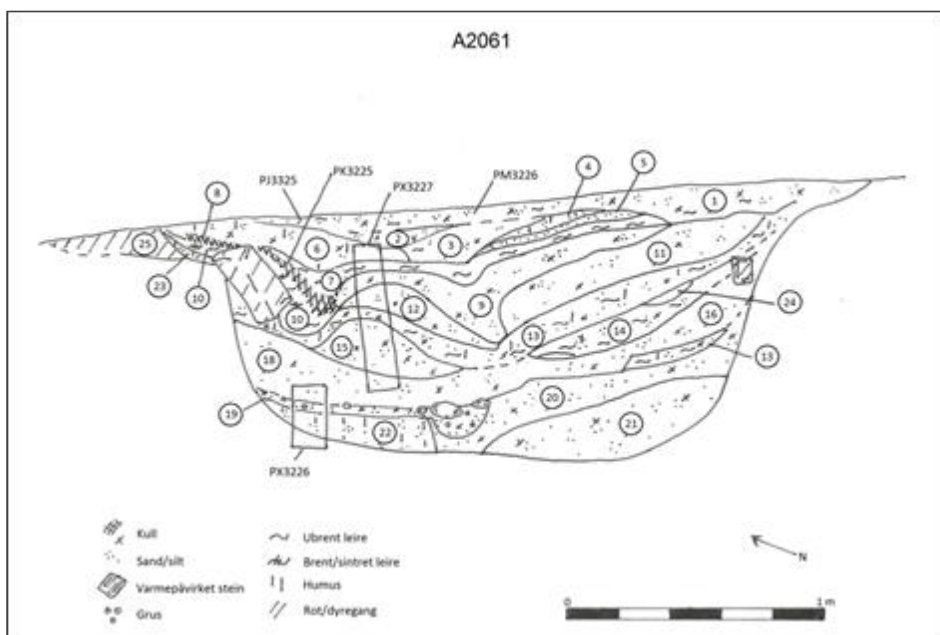 A2061
PJ3325
PK3225
PX3227
PM3226
4
5
8
1
25
6
2
3
11
23
7
10
12
9
24
10
13
14
16
18
15
13
19
20
22
21
PX3226
Kull
Sand/silt
Varmepåvirket stein
Grus
Ubrent leire
Brent/sintret leire
Humus
Rot/dyregang
N
0
1 m